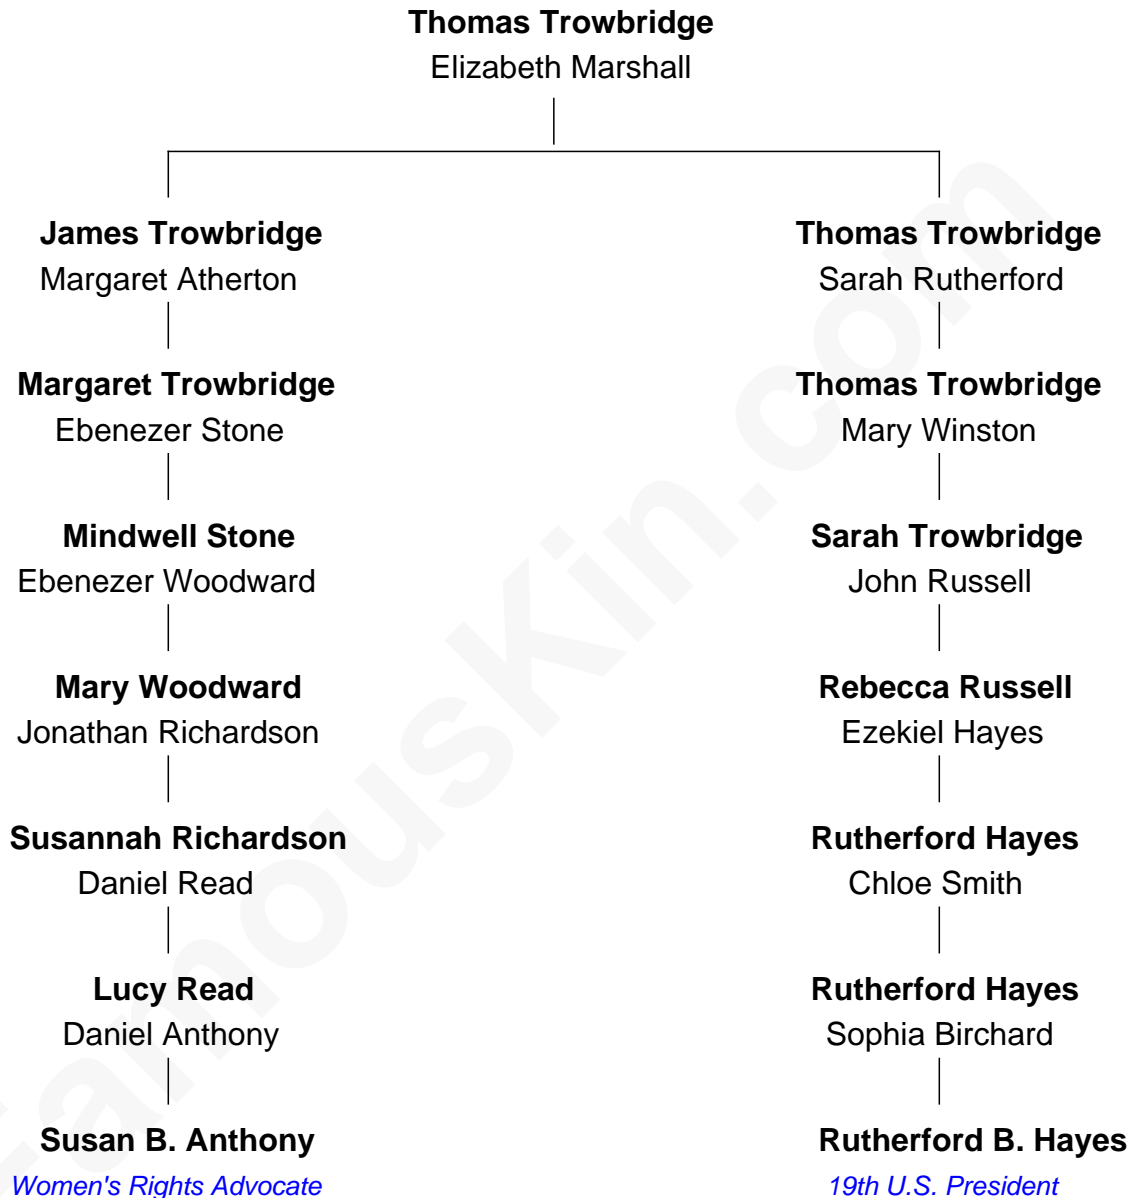 Thomas Trowbridge
Elizabeth Marshall
James Trowbridge
Margaret Atherton
Thomas Trowbridge
Sarah Rutherford
Margaret Trowbridge
Ebenezer Stone
Thomas Trowbridge
Mary Winston
Mindwell Stone
Ebenezer Woodward
Sarah Trowbridge
John Russell
Mary Woodward
Jonathan Richardson
Rebecca Russell
Ezekiel Hayes
Susannah Richardson
Daniel Read
Rutherford Hayes
Chloe Smith
Lucy Read
Daniel Anthony
Rutherford Hayes
Sophia Birchard
Susan B. Anthony
Women's Rights Advocate
Rutherford B. Hayes
19th U.S. President
FamousKin.com